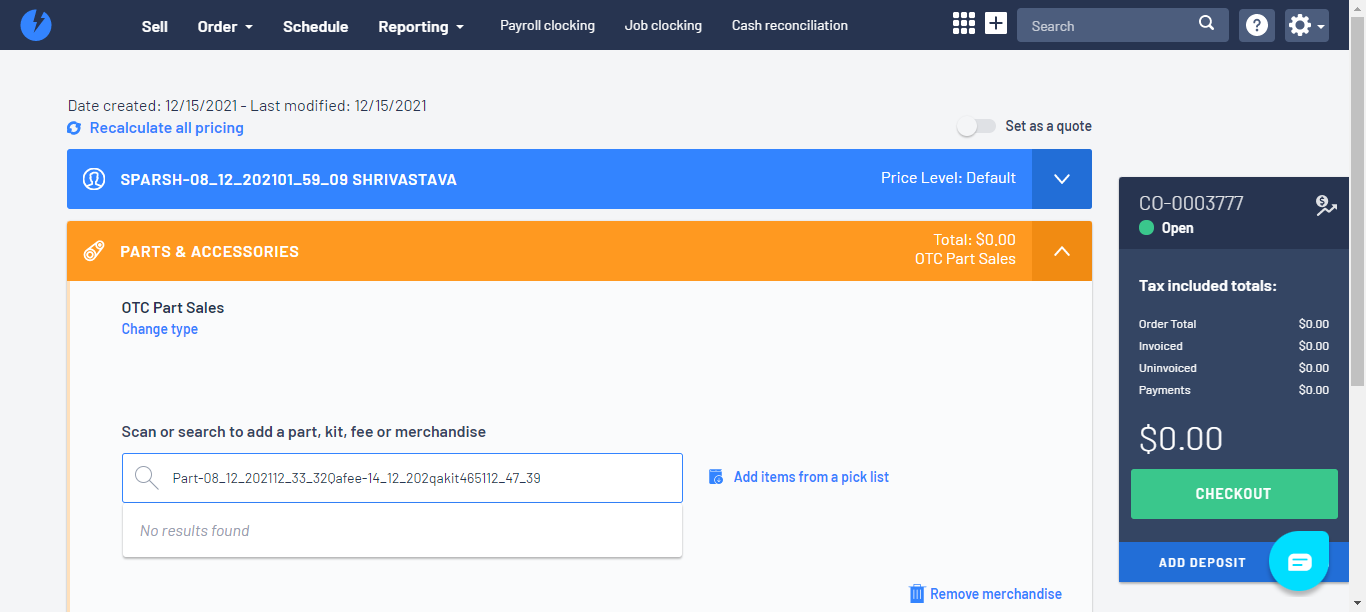 Sell Order Schedule Reporting Payroll clocking Job clocking Cash reconciliation Search
Date created: 12/15/2021 - Last modified: 12/15/2021
Recalculate all pricing
Set as a quote
SPARSH-08_12_202101_59_09 SHRIVASTAVA
Price Level: Default
PARTS & ACCESSORIES
Total: $0.00
OTC Part Sales
OTC Part Sales
Change type
Scan or search to add a part, kit, fee or merchandise
Part-08_12_202112_33_32Qafee-14_12_202qakit465112_47_39
Add items from a pick list
No results found
Remove merchandise
CO-0003777
Open
Tax included totals:
Order Total $0.00
Invoiced $0.00
Uninvoiced $0.00
Payments $0.00
$0.00
CHECKOUT
ADD DEPOSIT